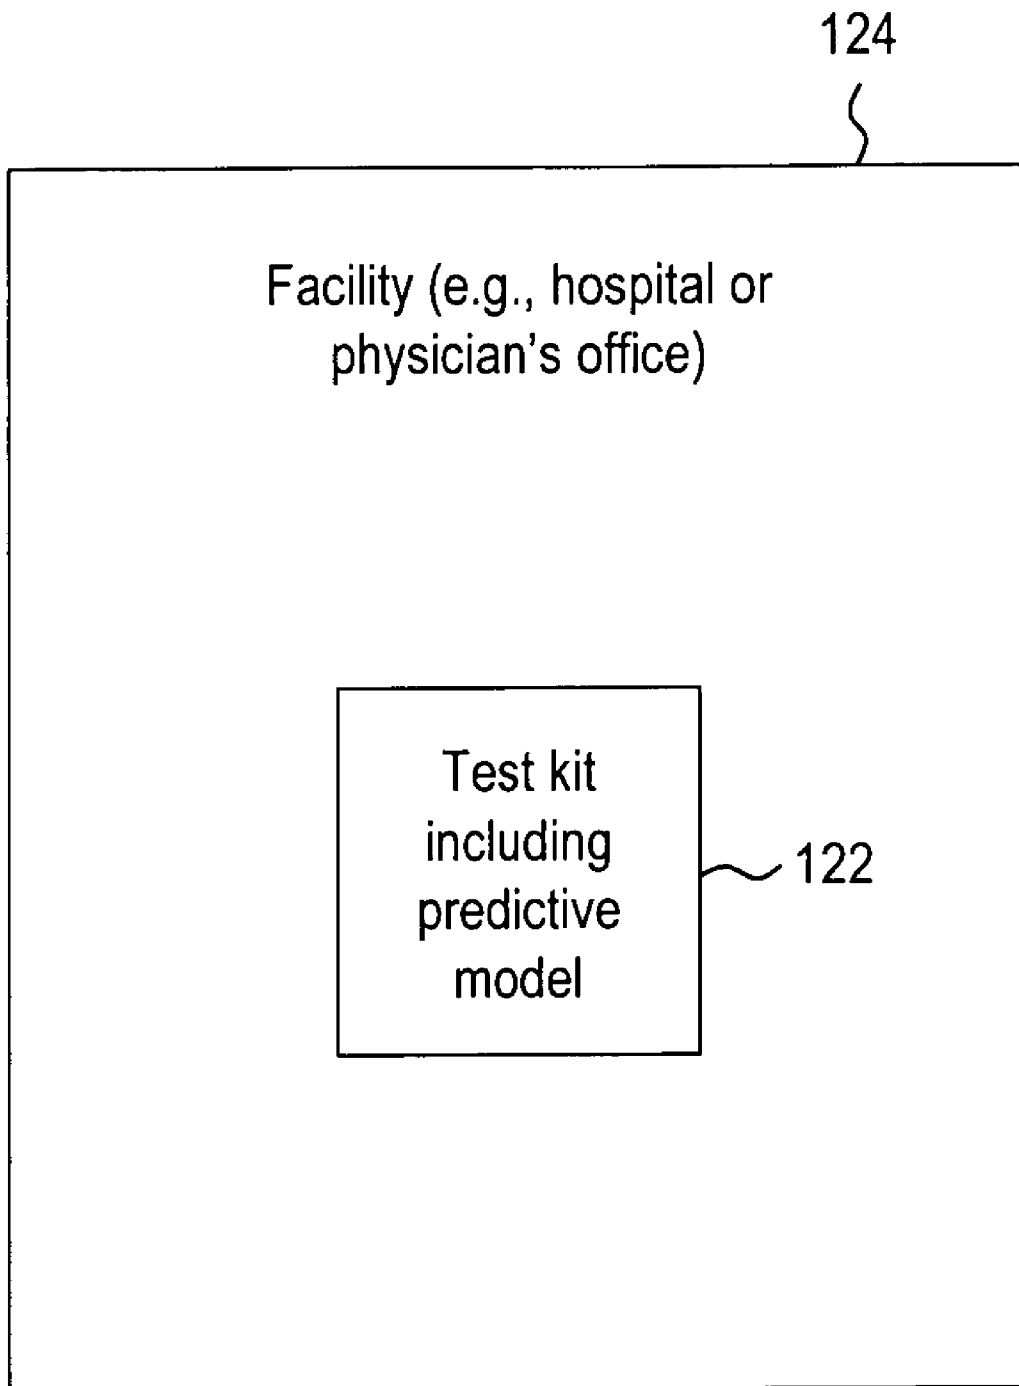 124
Facility (e.g., hospital or
physician's office)
Test kit
including
predictive
model
122